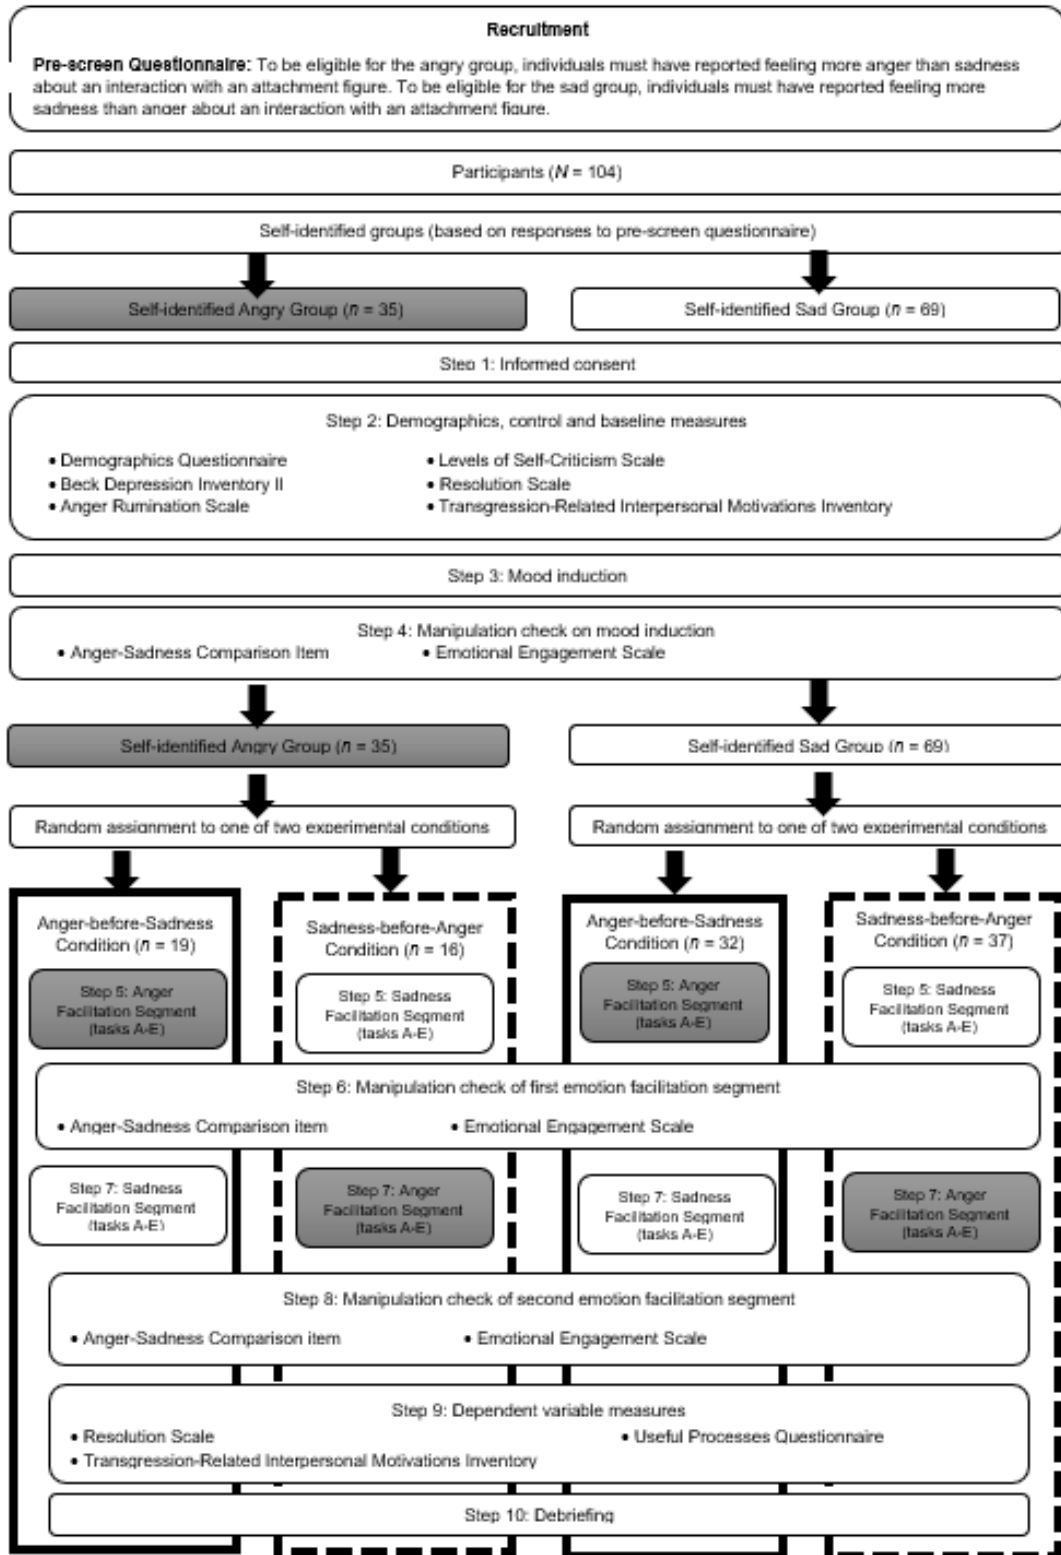 Recruitment
Pre-screen Questionnaire: To be eligible for the angry group, individuals must have reported feeling more anger than sadness
about an interaction with an attachment figure. To be eligible for the sad group, individuals must have reported feeling more
sadness than anger about an interaction with an attachment figure.
Participants (N = 104)
Self-identified groups (based on responses to pre-screen questionnaire)
Self-identified Angry Group (n = 35)
Self-identified Sad Group (n = 69)
Step 1: Informed consent
Step 2: Demographics, control and baseline measures
• Demographics Questionnaire
• Beck Depression Inventory II
• Anger Rumination Scale
• Levels of Self-Criticism Scale
• Resolution Scale
• Transgression-Related Interpersonal Motivations Inventory
Step 3: Mood induction
Step 4: Manipulation check on mood induction
• Anger-Sadness Comparison Item
• Emotional Engagement Scale
Self-identified Angry Group (n = 35)
Self-identified Sad Group (n = 69)
Random assignment to one of two experimental conditions
Random assignment to one of two experimental conditions
Anger-before-Sadness
Condition (n = 19)
Sadness-before-Anger
Condition (n = 16)
Anger-before-Sadness
Condition (n = 32)
Sadness-before-Anger
Condition (n = 37)
Step 5: Anger
Facilitation Segment
(tasks A-E)
Step 5: Sadness
Facilitation Segment
(tasks A-E)
Step 5: Anger
Facilitation Segment
(tasks A-E)
Step 5: Sadness
Facilitation Segment
(tasks A-E)
Step 6: Manipulation check of first emotion facilitation segment
• Anger-Sadness Comparison item
• Emotional Engagement Scale
Step 7: Sadness
Facilitation Segment
(tasks A-E)
Step 7: Anger
Facilitation Segment
(tasks A-E)
Step 7: Sadness
Facilitation Segment
(tasks A-E)
Step 7: Anger
Facilitation Segment
(tasks A-E)
Step 8: Manipulation check of second emotion facilitation segment
• Anger-Sadness Comparison item
• Emotional Engagement Scale
Step 9: Dependent variable measures
• Resolution Scale
• Useful Processes Questionnaire
• Transgression-Related Interpersonal Motivations Inventory
Step 10: Debriefing